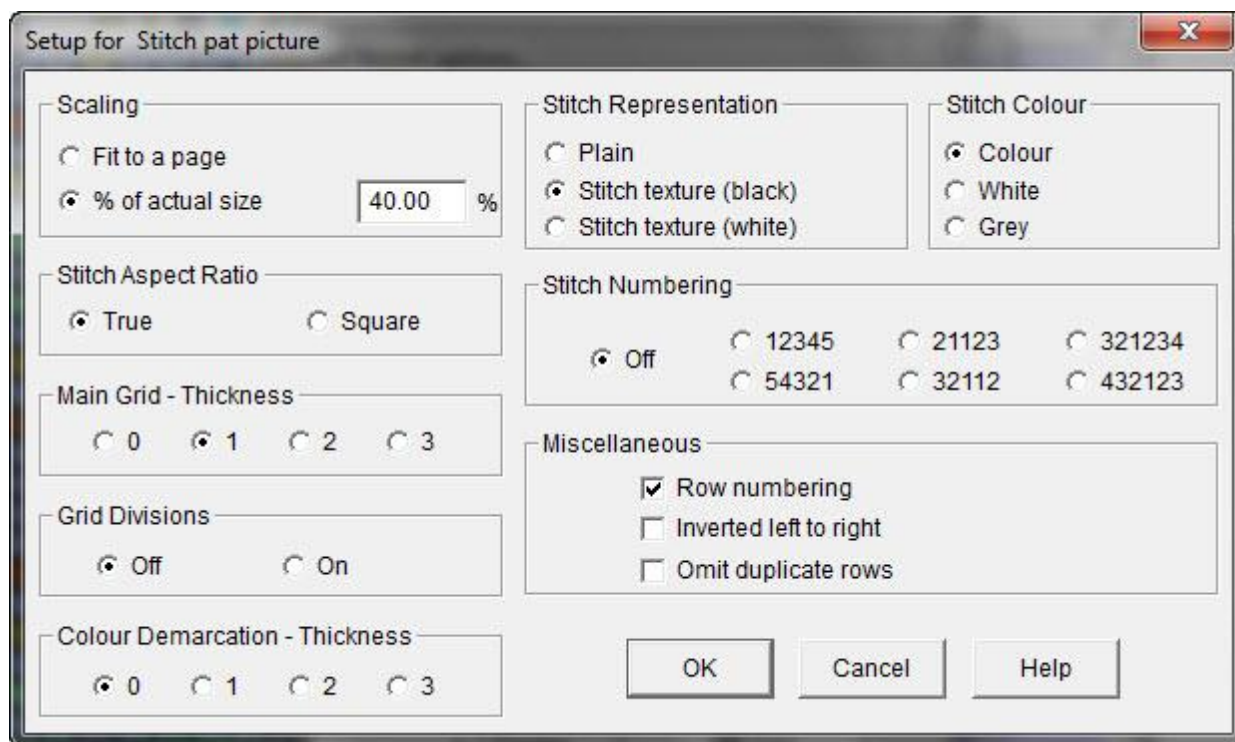 Setup for Stitch pat picture
X
Scaling
Fit to a page
% of actual size 40.00 %
Stitch Aspect Ratio
True Square
Main Grid - Thickness
0 1 2 3
Grid Divisions
Off On
Colour Demarcation - Thickness
0 1 2 3
Stitch Representation
Plain
Stitch texture (black)
Stitch texture (white)
Stitch Colour
Colour
White
Grey
Stitch Numbering
Off
12345 21123 321234
54321 32112 432123
Miscellaneous
Row numbering
Inverted left to right
Omit duplicate rows
OK Cancel Help